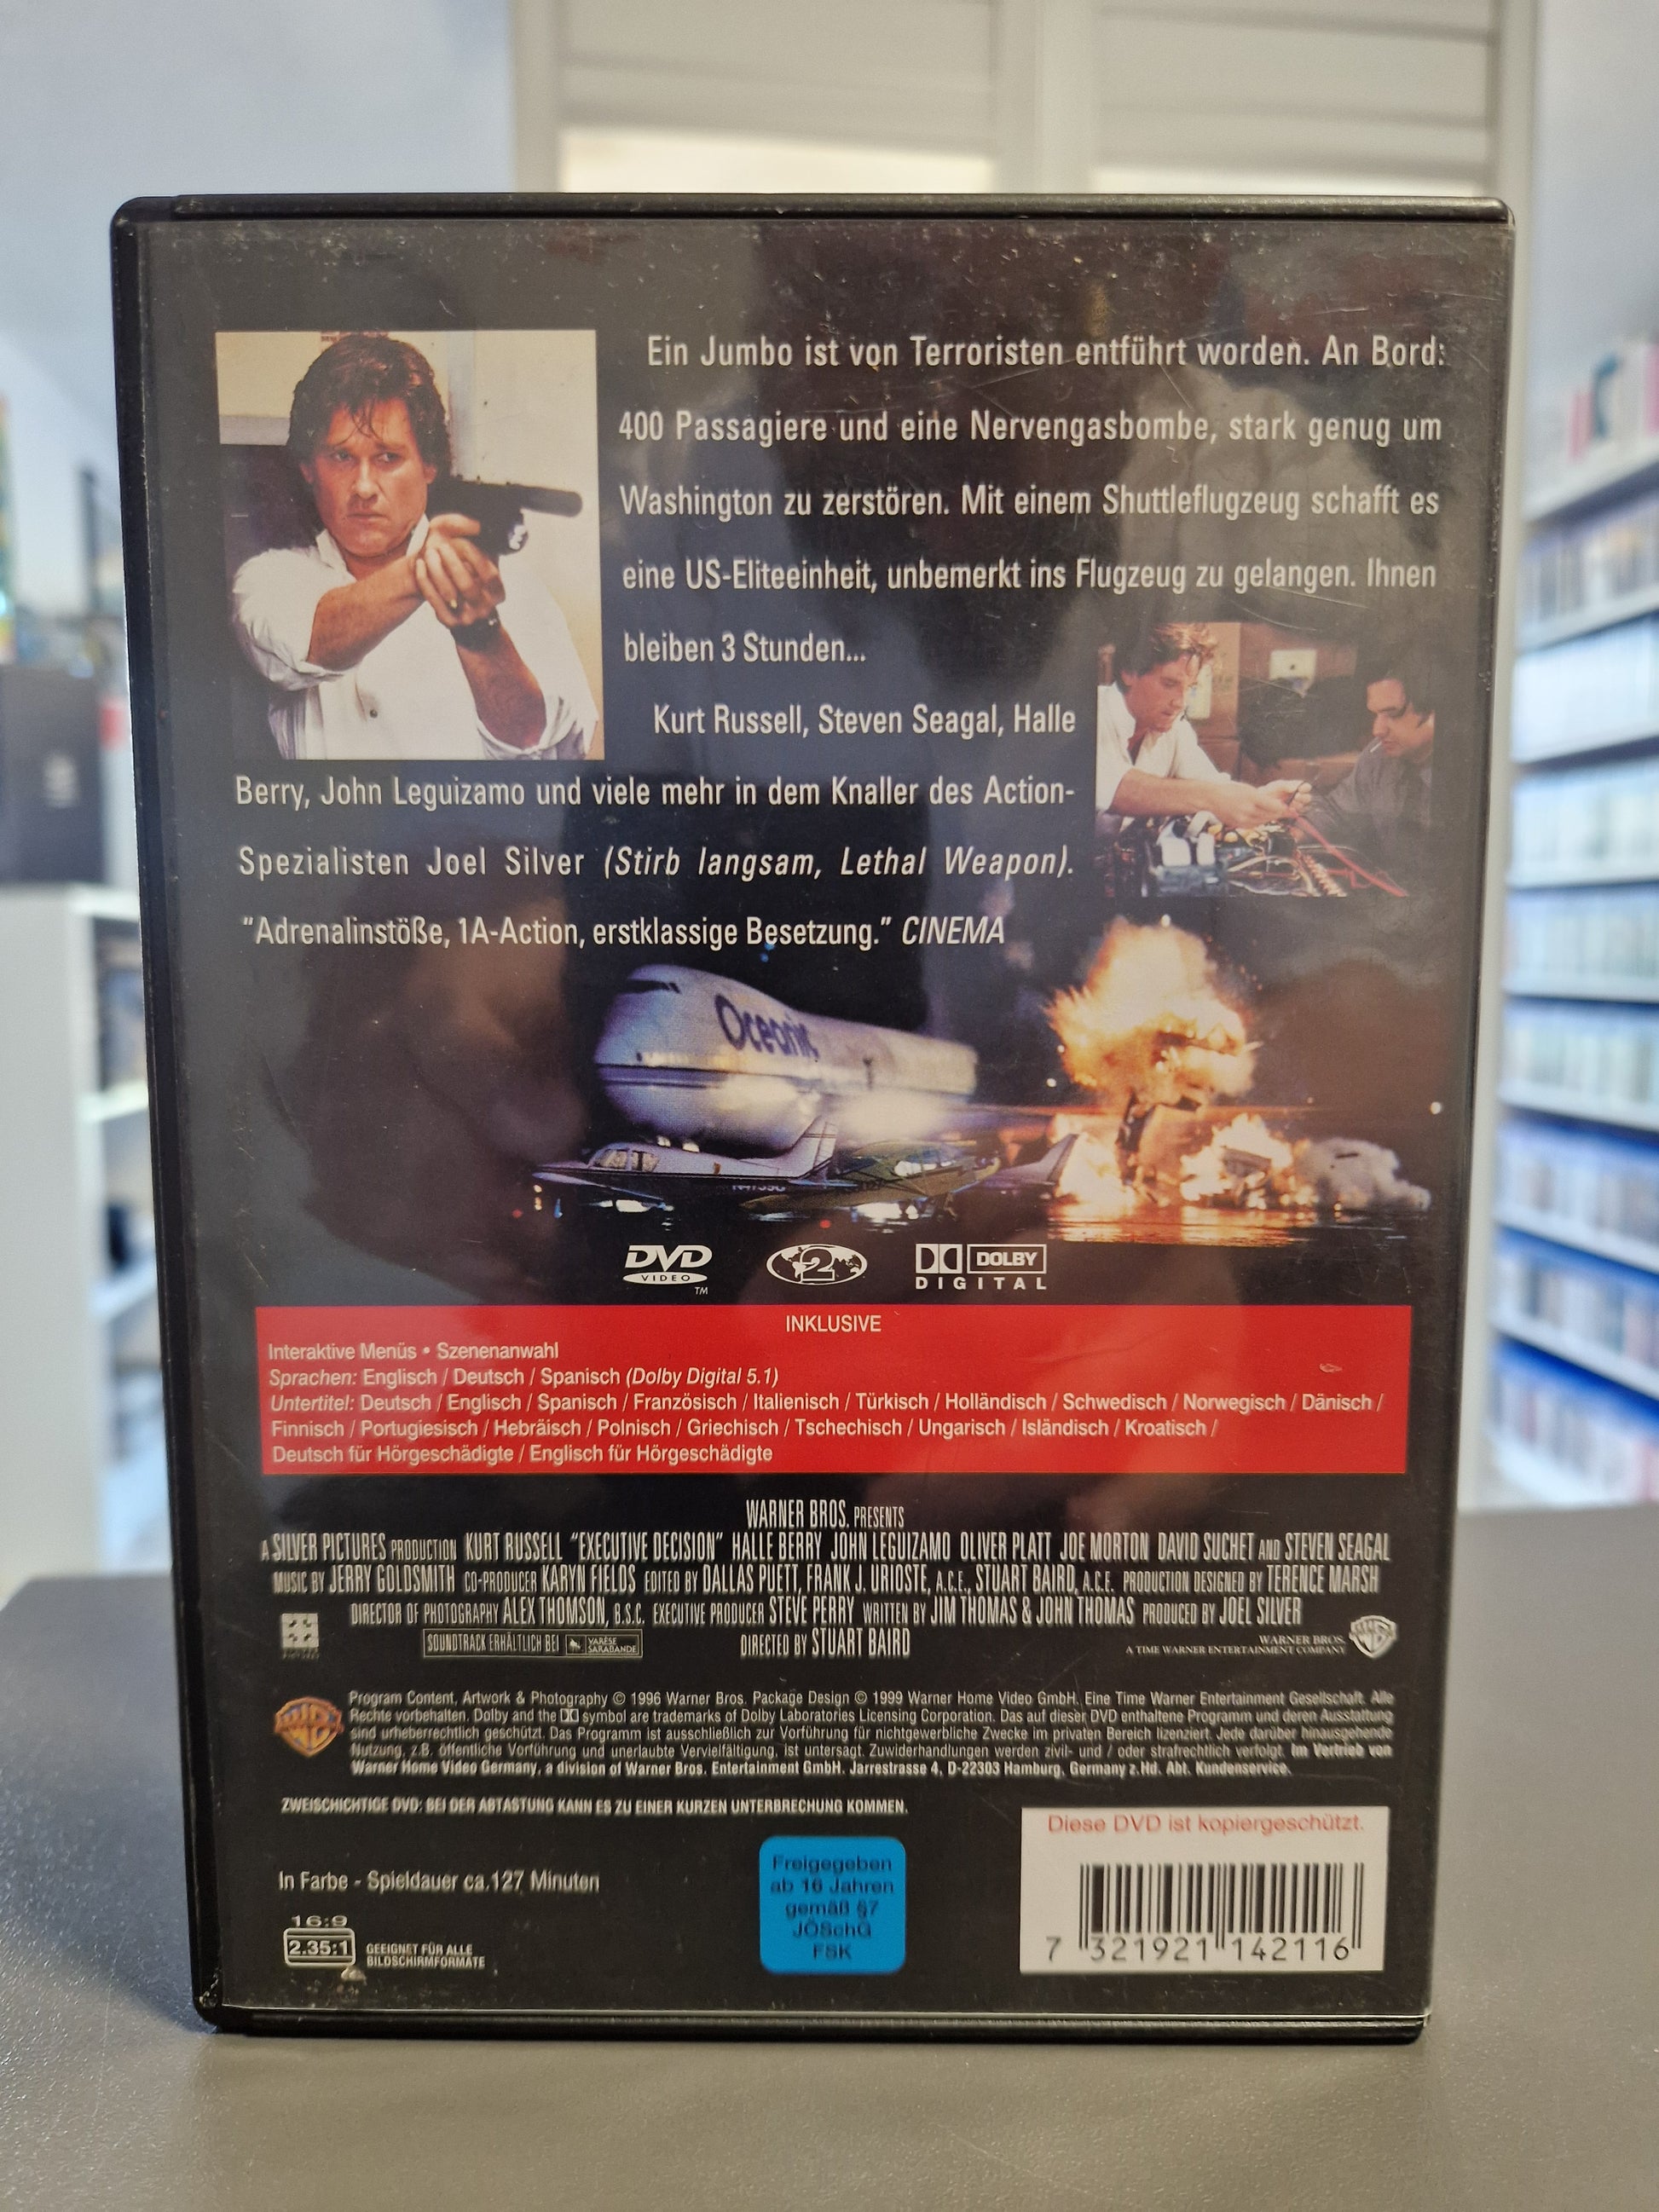 Ein Jumbo ist von Terroristen entführt worden. An Bord:
400 Passagiere und eine Nervengasbombe, stark genug um
Washington zu zerstören. Mit einem Shuttleflugzeug schafft es
eine US-Eliteeinheit, unbemerkt ins Flugzeug zu gelangen. Ihnen
bleiben 3 Stunden...
Kurt Russell, Steven Seagal, Halle
Berry, John Leguizamo und viele mehr in dem Knaller des Action-
Spezialisten Joel Silver (Stirb langsam, Lethal Weapon).
"Adrenalinstöße, 1A-Action, erstklassige Besetzung." CINEMA
Oceanic
DVD VIDEO TM
2
DOLBY DIGITAL
INKLUSIVE
Interaktive Menüs • Szenenanwahl
Sprachen: Englisch / Deutsch / Spanisch (Dolby Digital 5.1)
Untertitel: Deutsch / Englisch / Spanisch / Französisch / Italienisch / Türkisch / Holländisch / Schwedisch / Norwegisch / Dänisch /
Finnisch / Portugiesisch / Hebräisch / Polnisch / Griechisch / Tschechisch / Ungarisch / Isländisch / Kroatisch /
Deutsch für Hörgeschädigte / Englisch für Hörgeschädigte
WARNER BROS. PRESENTS
A SILVER PICTURES PRODUCTION KURT RUSSELL "EXECUTIVE DECISION" HALLE BERRY JOHN LEGUIZAMO OLIVER PLATT JOE MORTON DAVID SUCHET AND STEVEN SEAGAL
MUSIC BY JERRY GOLDSMITH CO-PRODUCER KARYN FIELDS EDITED BY DALLAS PUETT, FRANK J. URIOSTE, A.C.E., STUART BAIRD, A.C.E. PRODUCTION DESIGNED BY TERENCE MARSH
DIRECTOR OF PHOTOGRAPHY ALEX THOMSON, B.S.C. EXECUTIVE PRODUCER STEVE PERRY WRITTEN BY JIM THOMAS & JOHN THOMAS PRODUCED BY JOEL SILVER
SOUNDTRACK ERHÄLTLICH BEI VARÈSE SARABANDE
DIRECTED BY STUART BAIRD
WARNER BROS.
A TIME WARNER ENTERTAINMENT COMPANY
Program Content, Artwork & Photography © 1996 Warner Bros. Package Design © 1999 Warner Home Video GmbH. Eine Time Warner Entertainment Gesellschaft. Alle
Rechte vorbehalten. Dolby and the symbol are trademarks of Dolby Laboratories Licensing Corporation. Das auf dieser DVD enthaltene Programm und deren Ausstattung
sind urheberrechtlich geschützt. Das Programm ist ausschließlich zur Vorführung für nichtgewerbliche Zwecke im privaten Bereich lizenziert. Jede darüber hinausgehende
Nutzung, z.B. öffentliche Vorführung und unerlaubte Vervielfältigung, ist untersagt. Zuwiderhandlungen werden zivil- und / oder strafrechtlich verfolgt. Im Vertrieb von
Warner Home Video Germany, a division of Warner Bros. Entertainment GmbH. Jarrestrasse 4, D-22303 Hamburg, Germany z.Hd. Abt. Kundenservice.
ZWEISCHICHTIGE DVD: BEI DER ABTASTUNG KANN ES ZU EINER KURZEN UNTERBRECHUNG KOMMEN.
Diese DVD ist kopiergeschützt.
In Farbe - Spieldauer ca.127 Minuten
Freigegeben
ab 16 Jahren
gemäß §7
JÖSchG
FSK
16:9
2.35:1
GEEIGNET FÜR ALLE
BILDSCHIRMFORMATE
7 321921 142116